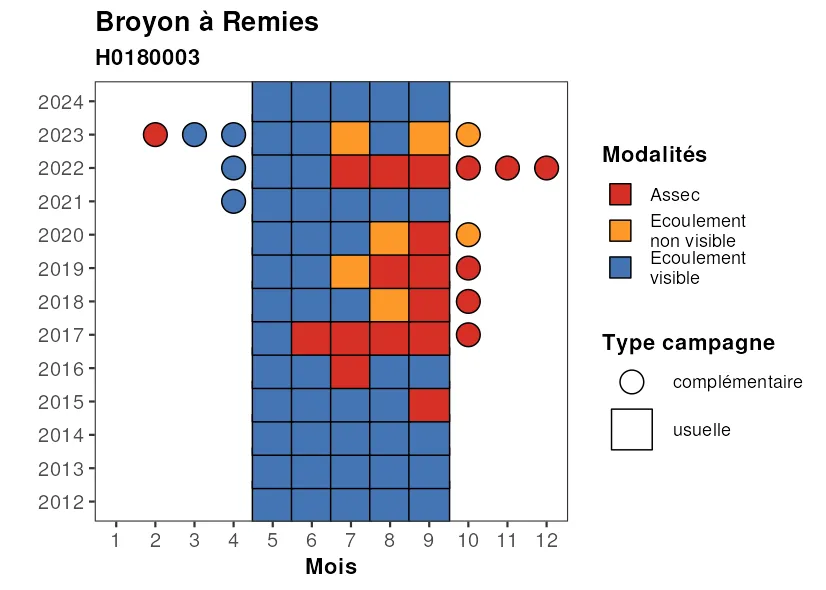 Broyon à Remies
H0180003
2024
2023
2022
2021
2020
2019
2018
2017
2016
2015
2014
2013
2012
1 2 3 4 5 6 7 8 9 10 11 12
Mois
Modalités
Assec
Ecoulement
non visible
Ecoulement
visible
Type campagne
complémentaire
usuelle